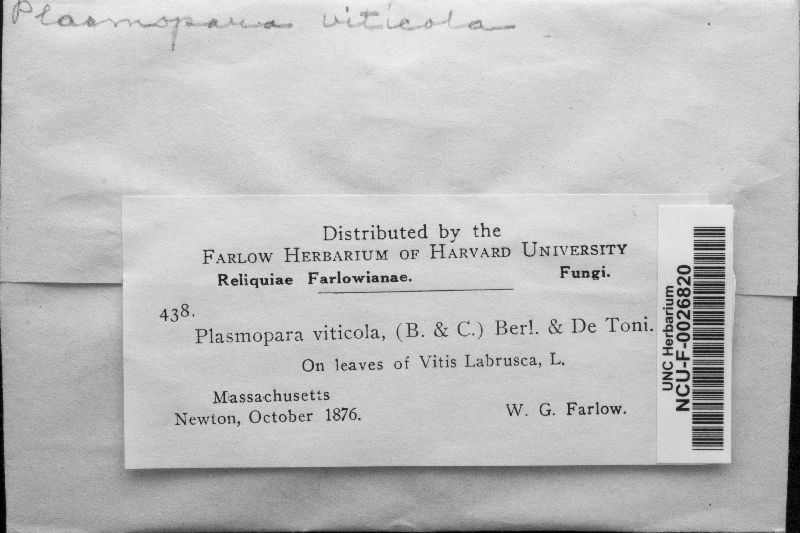 Plasmopara viticola
Distributed by the
FARLOW HERBARIUM OF HARVARD UNIVERSITY
Reliquiae Farlowianae. Fungi.
438.
Plasmopara viticola, (B. & C.) Berl. & De Toni.
On leaves of Vitis Labrusca, L.
Massachusetts
Newton, October 1876. W. G. Farlow.
UNC Herbarium
NCU-F-0026820